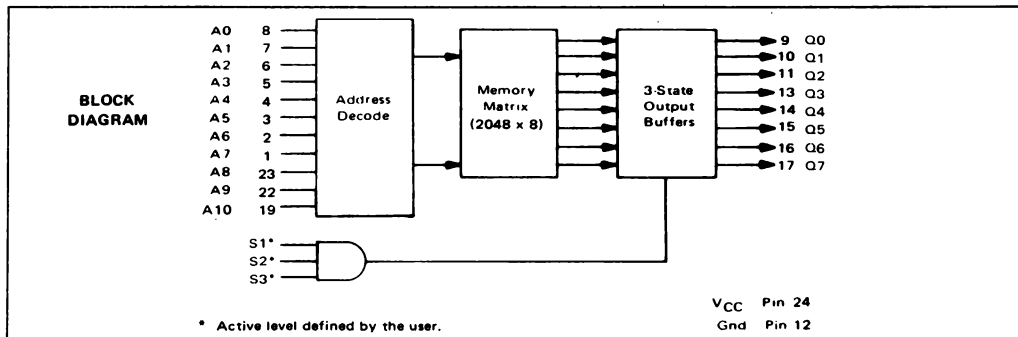 BLOCK
DIAGRAM
A0 8
A1 7
A2 6
A3 5
A4 4
A5 3
A6 2
A7 1
A8 23
A9 22
A10 19
Address
Decode
Memory
Matrix
(2048 x 8)
3-State
Output
Buffers
9 Q0
10 Q1
11 Q2
13 Q3
14 Q4
15 Q5
16 Q6
17 Q7
S1*
S2*
S3*
* Active level defined by the user.
VCC Pin 24
Gnd Pin 12